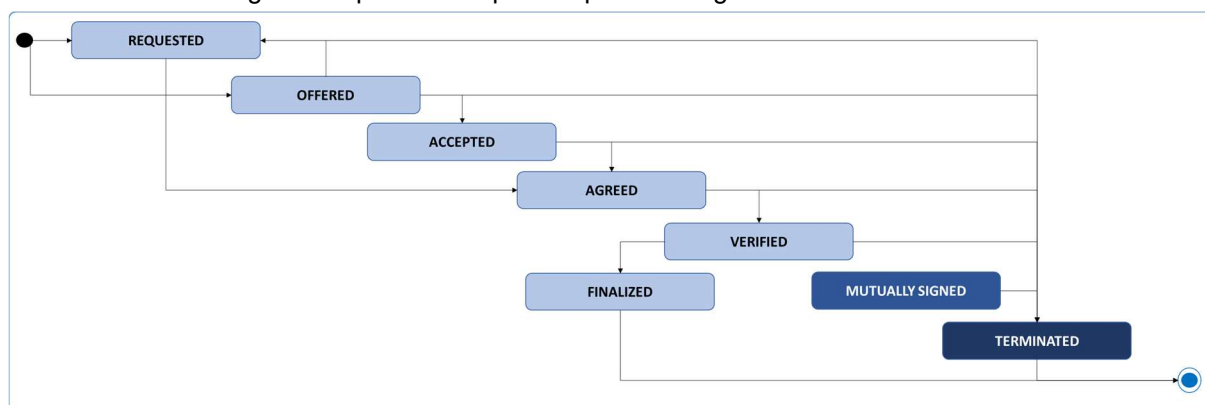 REQUESTED
OFFERED
ACCEPTED
AGREED
VERIFIED
FINALIZED
MUTUALLY SIGNED
TERMINATED